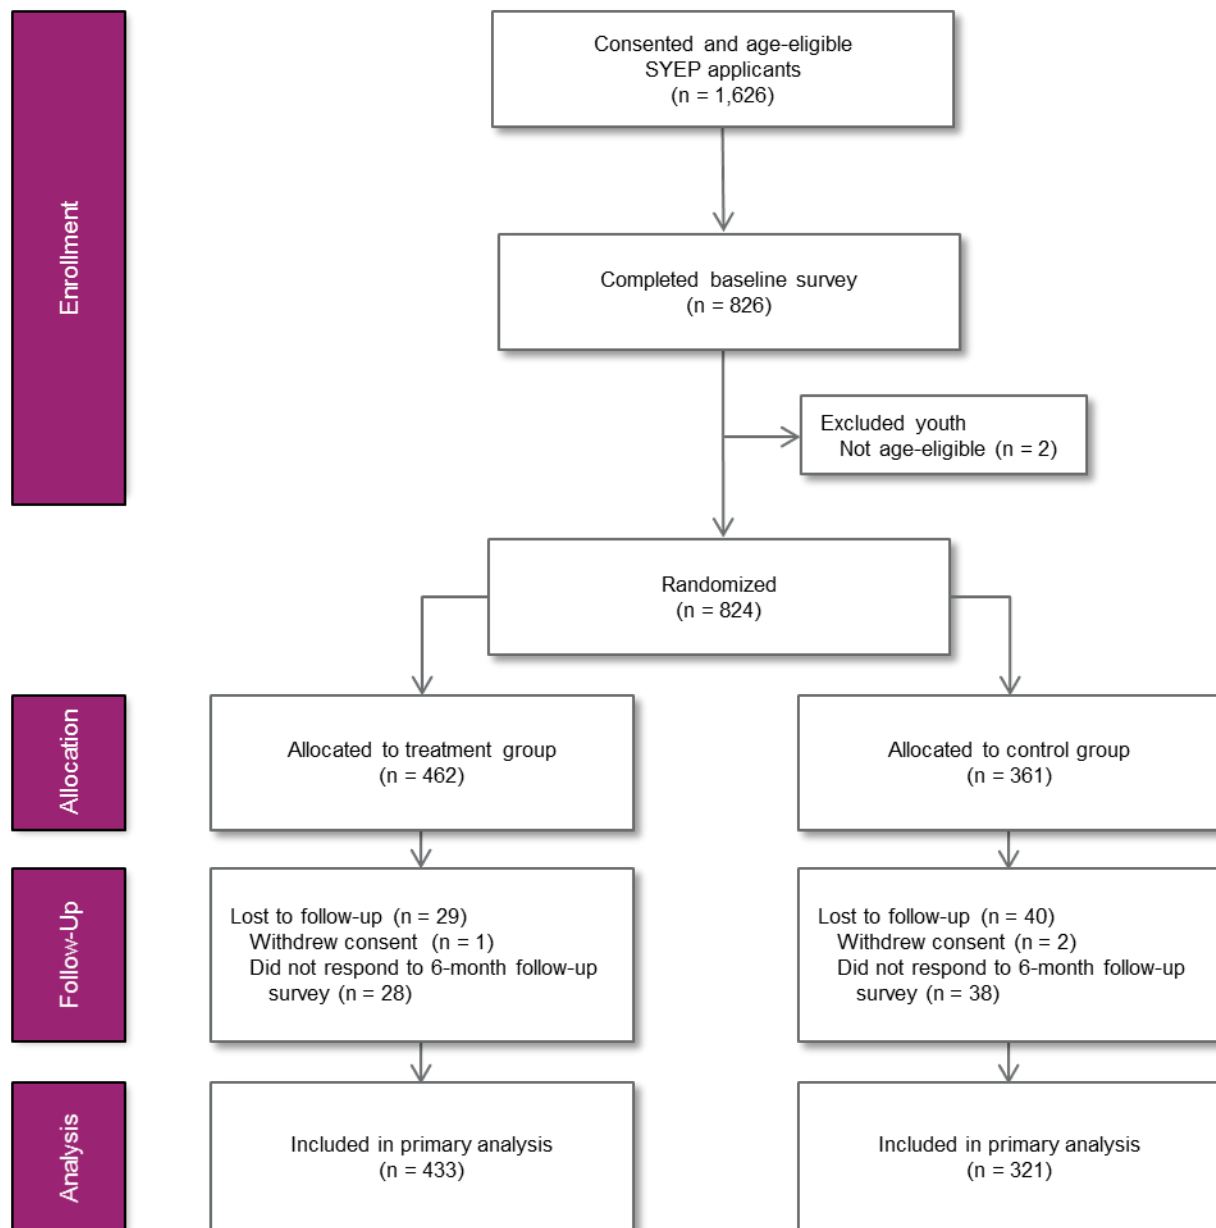 Enrollment
Consented and age-eligible
SYEP applicants
(n = 1,626)
Completed baseline survey
(n = 826)
Excluded youth
Not age-eligible (n = 2)
Randomized
(n = 824)
Allocation
Allocated to treatment group
(n = 462)
Allocated to control group
(n = 361)
Follow-Up
Lost to follow-up (n = 29)
Withdrew consent (n = 1)
Did not respond to 6-month follow-up
survey (n = 28)
Lost to follow-up (n = 40)
Withdrew consent (n = 2)
Did not respond to 6-month follow-up
survey (n = 38)
Analysis
Included in primary analysis
(n = 433)
Included in primary analysis
(n = 321)